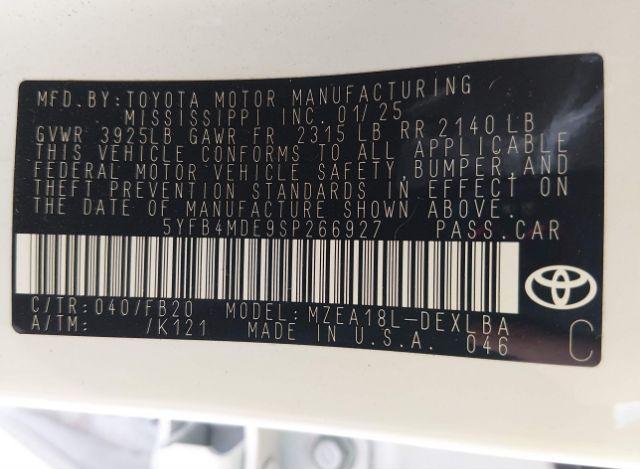 MFD. BY: TOYOTA MOTOR MANUFACTURING
MISSISSIPPI INC. 01/25
GVWR 3925LB GAWR FR 2315 LB RR 2140 LB
THIS VEHICLE CONFORMS TO ALL APPLICABLE
FEDERAL MOTOR VEHICLE SAFETY, BUMPER, AND
THEFT PREVENTION STANDARDS IN EFFECT ON
THE DATE OF MANUFACTURE SHOWN ABOVE.
5YFB4MDE9SP266927 PASS. CAR
C/TR: 040/FB20 MODEL: MZEA18L-DEXLBA
A/TM: /K121 MADE IN U.S.A. 046 C